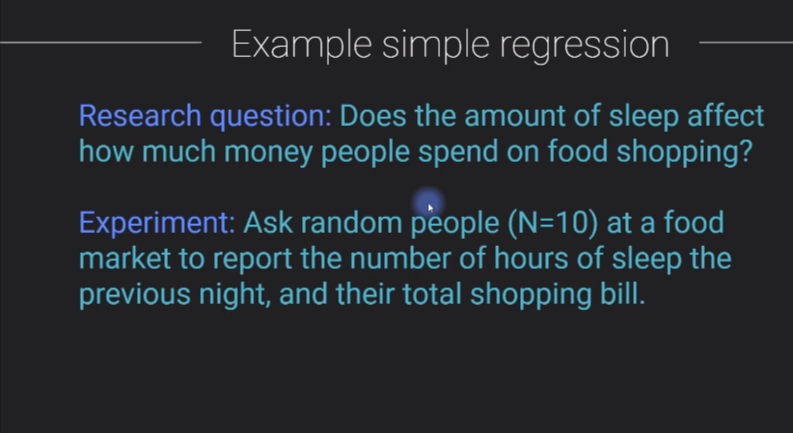 Example simple regression
Research question: Does the amount of sleep affect
how much money people spend on food shopping?
Experiment: Ask random people (N=10) at a food
market to report the number of hours of sleep the
previous night, and their total shopping bill.